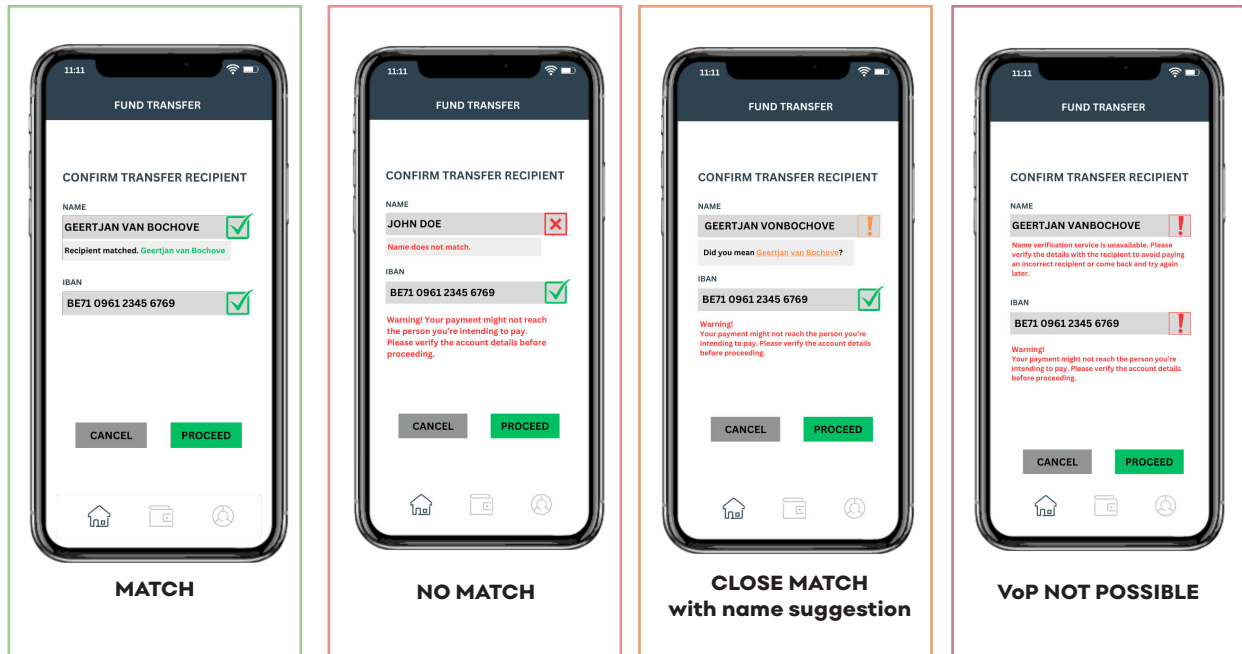 11:11
FUND TRANSFER
CONFIRM TRANSFER RECIPIENT
NAME
GEERTJAN VAN BOCHOVE
Recipient matched. Geertjan van Bochove
IBAN
BE71 0961 2345 6769
CANCEL
PROCEED
MATCH
11:11
FUND TRANSFER
CONFIRM TRANSFER RECIPIENT
NAME
JOHN DOE
Name does not match.
IBAN
BE71 0961 2345 6769
Warning! Your payment might not reach
the person you're intending to pay.
Please verify the account details before
proceeding.
CANCEL
PROCEED
NO MATCH
11:11
FUND TRANSFER
CONFIRM TRANSFER RECIPIENT
NAME
GEERTJAN VONBOCHOVE
Did you mean Geertjan van Bochove?
IBAN
BE71 0961 2345 6769
Warning!
Your payment might not reach the person you're
intending to pay. Please verify the account details
before proceeding.
CANCEL
PROCEED
CLOSE MATCH
with name suggestion
11:11
FUND TRANSFER
CONFIRM TRANSFER RECIPIENT
NAME
GEERTJAN VANBOCHOVE
Name verification service is unavailable. Please
verify the details with the recipient to avoid paying
an incorrect recipient or come back and try again
later.
IBAN
BE71 0961 2345 6769
Warning!
Your payment might not reach the person you're
intending to pay. Please verify the account details
before proceeding.
CANCEL
PROCEED
VoP NOT POSSIBLE